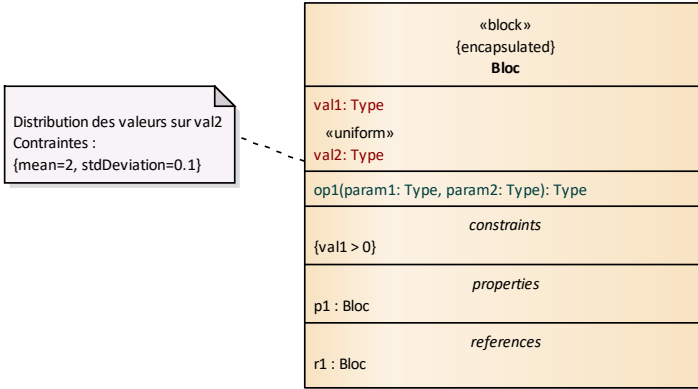 «block»
{encapsulated}
Bloc
val1: Type
«uniform»
val2: Type
op1(param1: Type, param2: Type): Type
constraints
{val1 > 0}
properties
p1 : Bloc
references
r1 : Bloc
Distribution des valeurs sur val2
Contraintes :
{mean=2, stdDeviation=0.1}